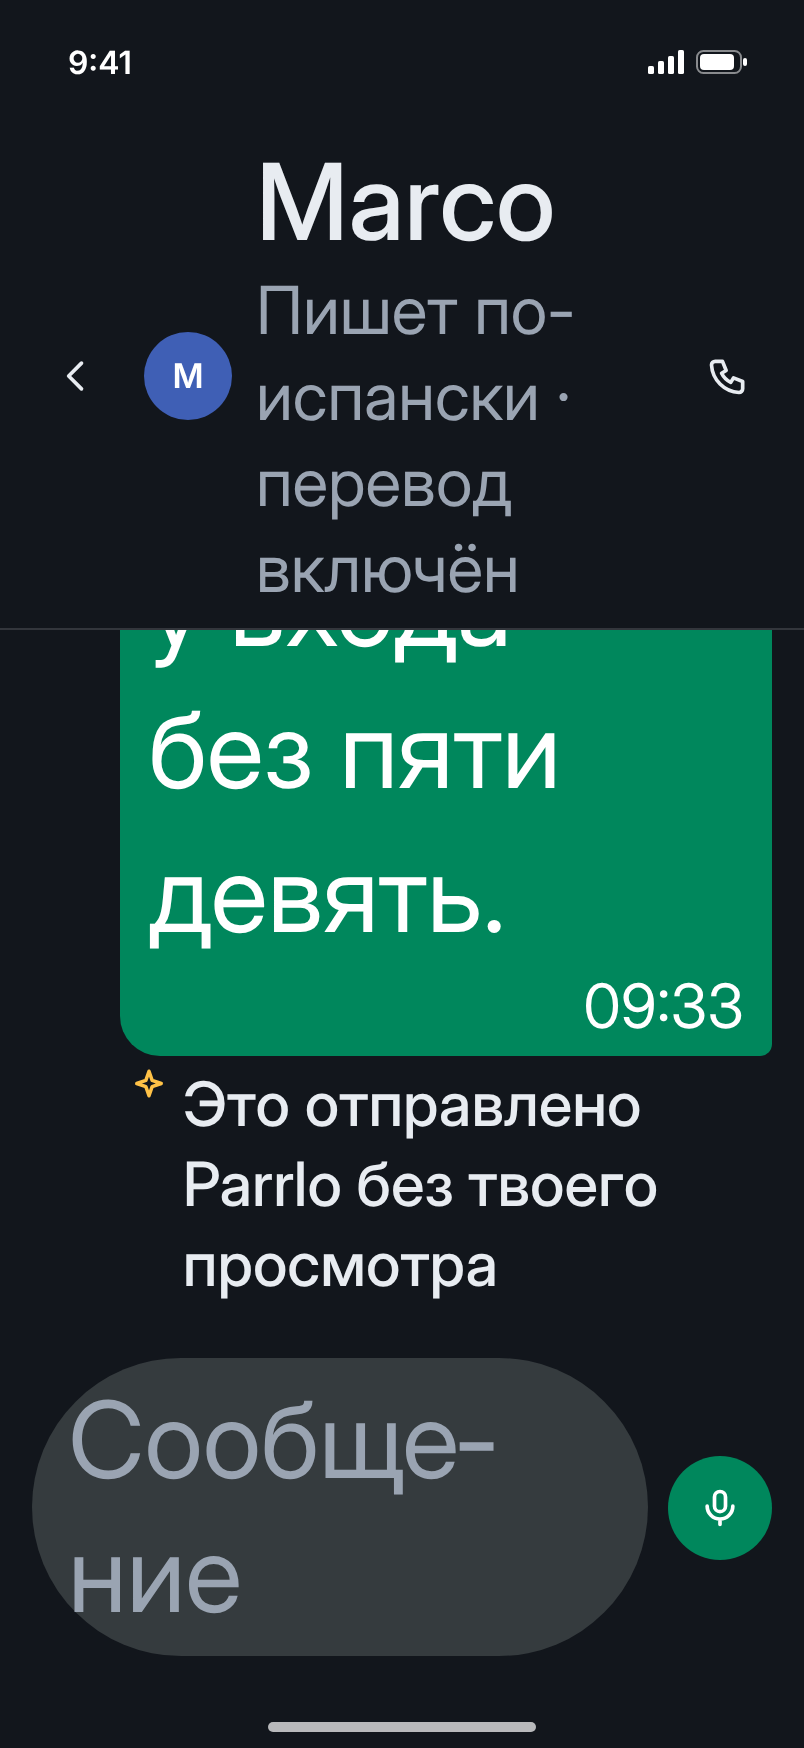 9:41
Marco
M
Пишет по-
испански ·
перевод
включён
у входа
без пяти
девять.
09:33
Это отправлено
Parrlo без твоего
просмотра
Сообще-
ние